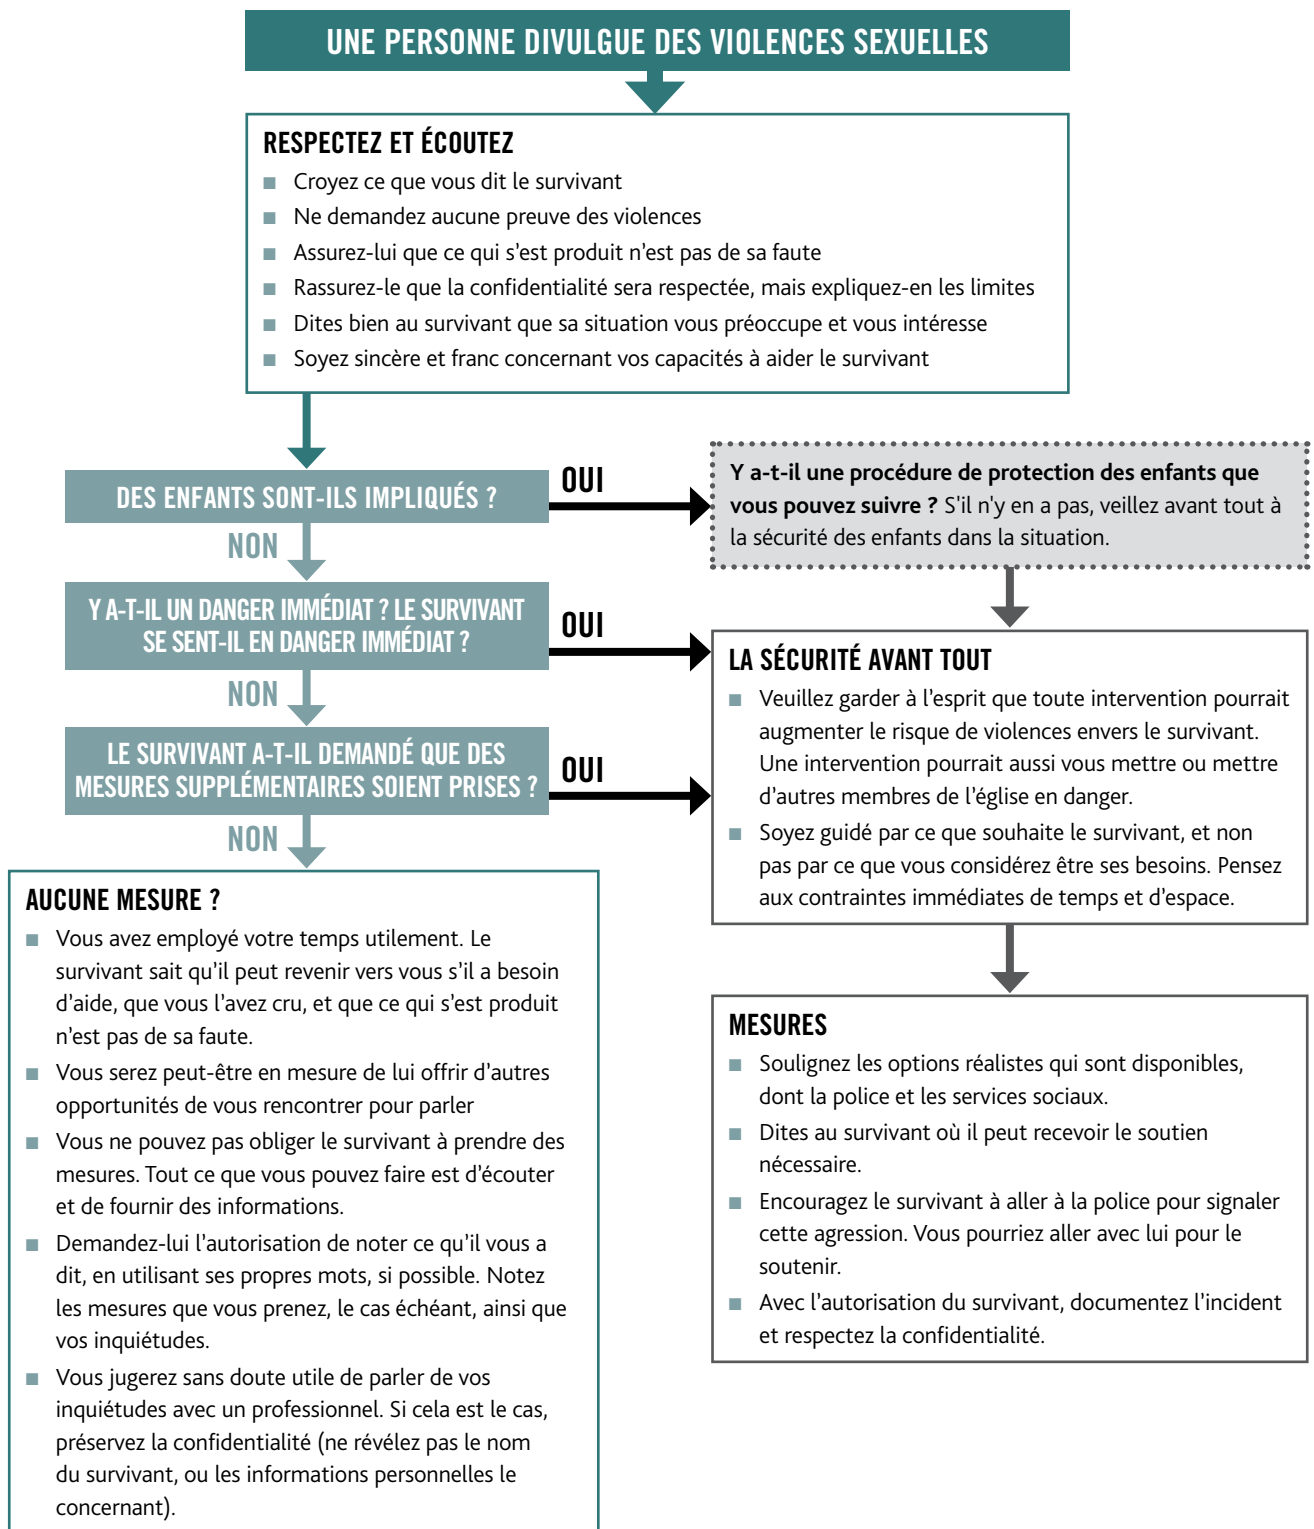 UNE PERSONNE DIVULGUE DES VIOLENCES SEXUELLES
RESPECTEZ ET ÉCOUTEZ
■ Croyez ce que vous dit le survivant
■ Ne demandez aucune preuve des violences
■ Assurez-lui que ce qui s’est produit n’est pas de sa faute
■ Rassurez-le que la confidentialité sera respectée, mais expliquez-en les limites
■ Dites bien au survivant que sa situation vous préoccupe et vous intéresse
■ Soyez sincère et franc concernant vos capacités à aider le survivant
DES ENFANTS SONT-ILS IMPLIQUÉS ?
OUI
Y a-t-il une procédure de protection des enfants que
vous pouvez suivre ? S'il n'y en a pas, veillez avant tout à
la sécurité des enfants dans la situation.
NON
Y A-T-IL UN DANGER IMMÉDIAT ? LE SURVIVANT
SE SENT-IL EN DANGER IMMÉDIAT ?
OUI
NON
LE SURVIVANT A-T-IL DEMANDÉ QUE DES
MESURES SUPPLÉMENTAIRES SOIENT PRISES ?
OUI
NON
LA SÉCURITÉ AVANT TOUT
■ Veuillez garder à l’esprit que toute intervention pourrait
augmenter le risque de violences envers le survivant.
Une intervention pourrait aussi vous mettre ou mettre
d’autres membres de l’église en danger.
■ Soyez guidé par ce que souhaite le survivant, et non
pas par ce que vous considérez être ses besoins. Pensez
aux contraintes immédiates de temps et d’espace.
AUCUNE MESURE ?
■ Vous avez employé votre temps utilement. Le
survivant sait qu’il peut revenir vers vous s’il a besoin
d’aide, que vous l’avez cru, et que ce qui s’est produit
n’est pas de sa faute.
■ Vous serez peut-être en mesure de lui offrir d’autres
opportunités de vous rencontrer pour parler
■ Vous ne pouvez pas obliger le survivant à prendre des
mesures. Tout ce que vous pouvez faire est d’écouter
et de fournir des informations.
■ Demandez-lui l’autorisation de noter ce qu’il vous a
dit, en utilisant ses propres mots, si possible. Notez
les mesures que vous prenez, le cas échéant, ainsi que
vos inquiétudes.
■ Vous jugerez sans doute utile de parler de vos
inquiétudes avec un professionnel. Si cela est le cas,
préservez la confidentialité (ne révélez pas le nom
du survivant, ou les informations personnelles le
concernant).
MESURES
■ Soulignez les options réalistes qui sont disponibles,
dont la police et les services sociaux.
■ Dites au survivant où il peut recevoir le soutien
nécessaire.
■ Encouragez le survivant à aller à la police pour signaler
cette agression. Vous pourriez aller avec lui pour le
soutenir.
■ Avec l’autorisation du survivant, documentez l’incident
et respectez la confidentialité.